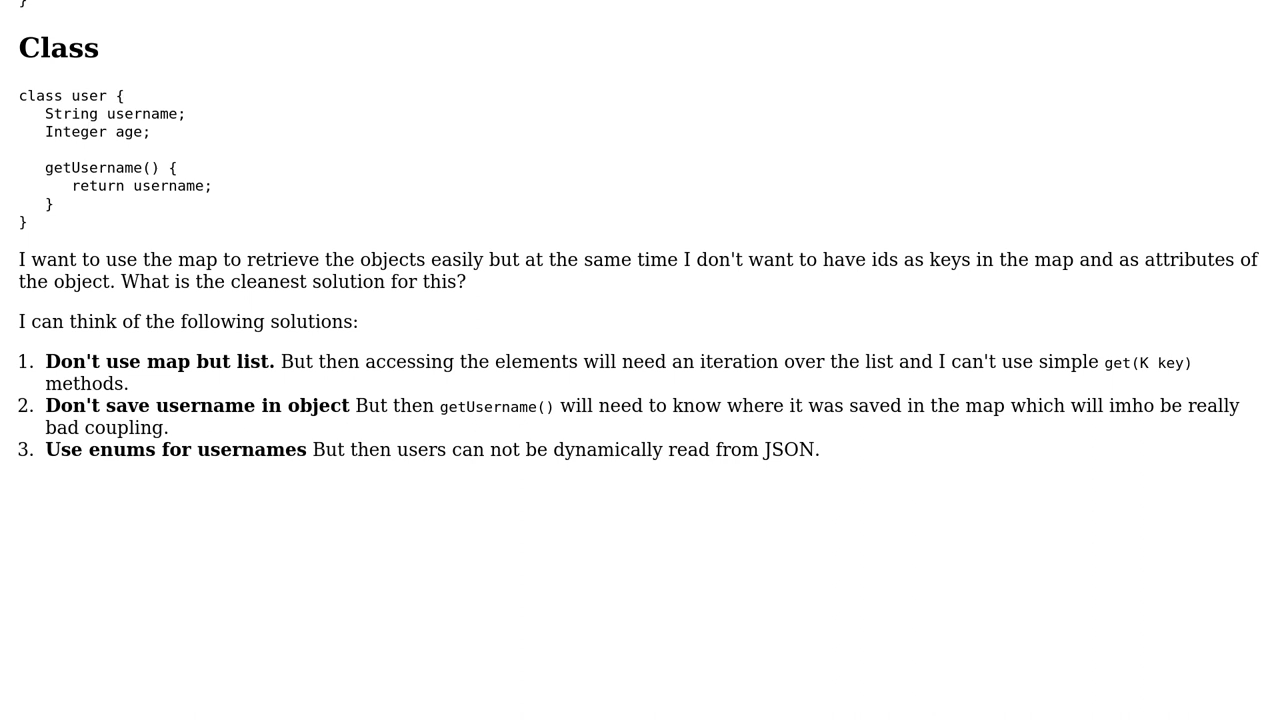 }
Class
class user {
   String username;
   Integer age;

   getUsername() {
      return username;
   }
}
I want to use the map to retrieve the objects easily but at the same time I don't want to have ids as keys in the map and as attributes of
the object. What is the cleanest solution for this?
I can think of the following solutions:
1. Don't use map but list. But then accessing the elements will need an iteration over the list and I can't use simple get(K key)
methods.
2. Don't save username in object But then getUsername() will need to know where it was saved in the map which will imho be really
bad coupling.
3. Use enums for usernames But then users can not be dynamically read from JSON.